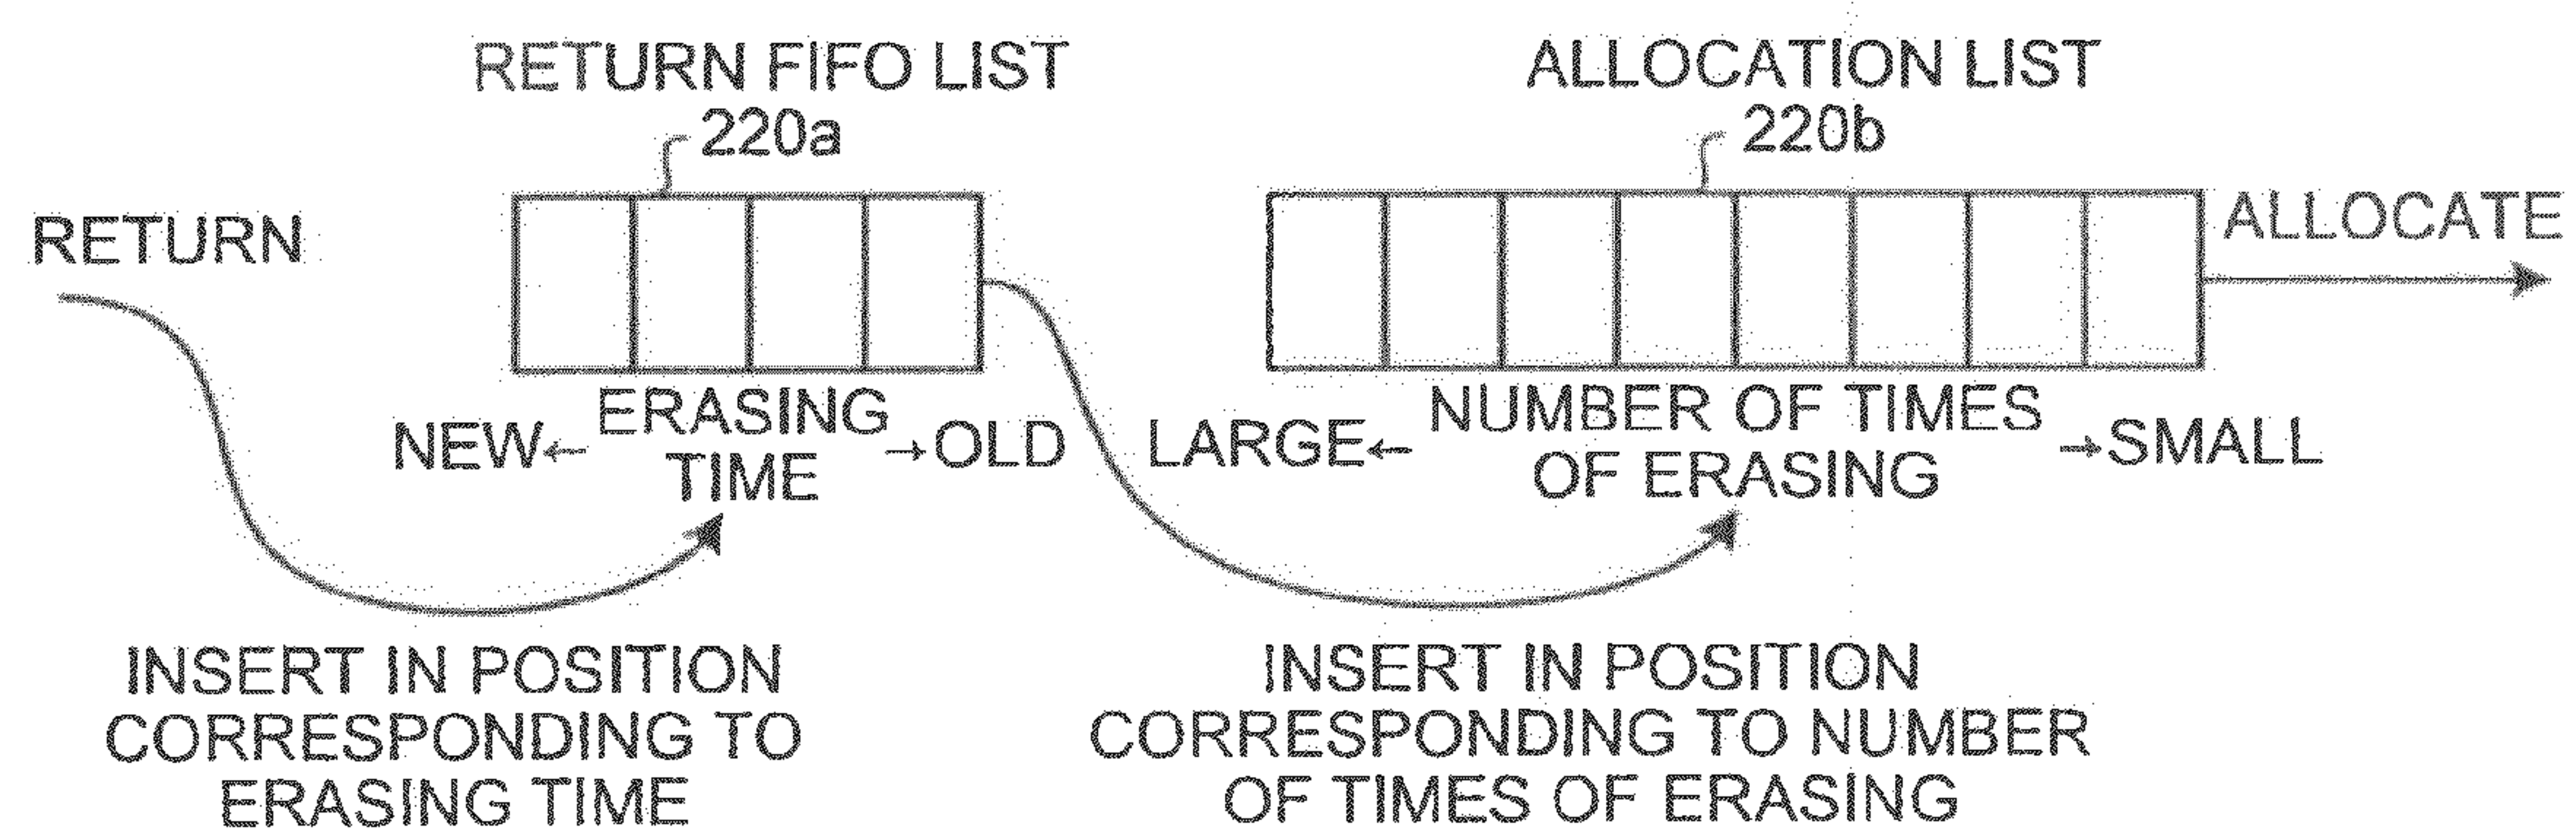 RETURN FIFO LIST
220a
ALLOCATION LIST
220b
RETURN
ALLOCATE
NEW← ERASING TIME →OLD
LARGE← NUMBER OF TIMES OF ERASING →SMALL
INSERT IN POSITION
CORRESPONDING TO
ERASING TIME
INSERT IN POSITION
CORRESPONDING TO NUMBER
OF TIMES OF ERASING